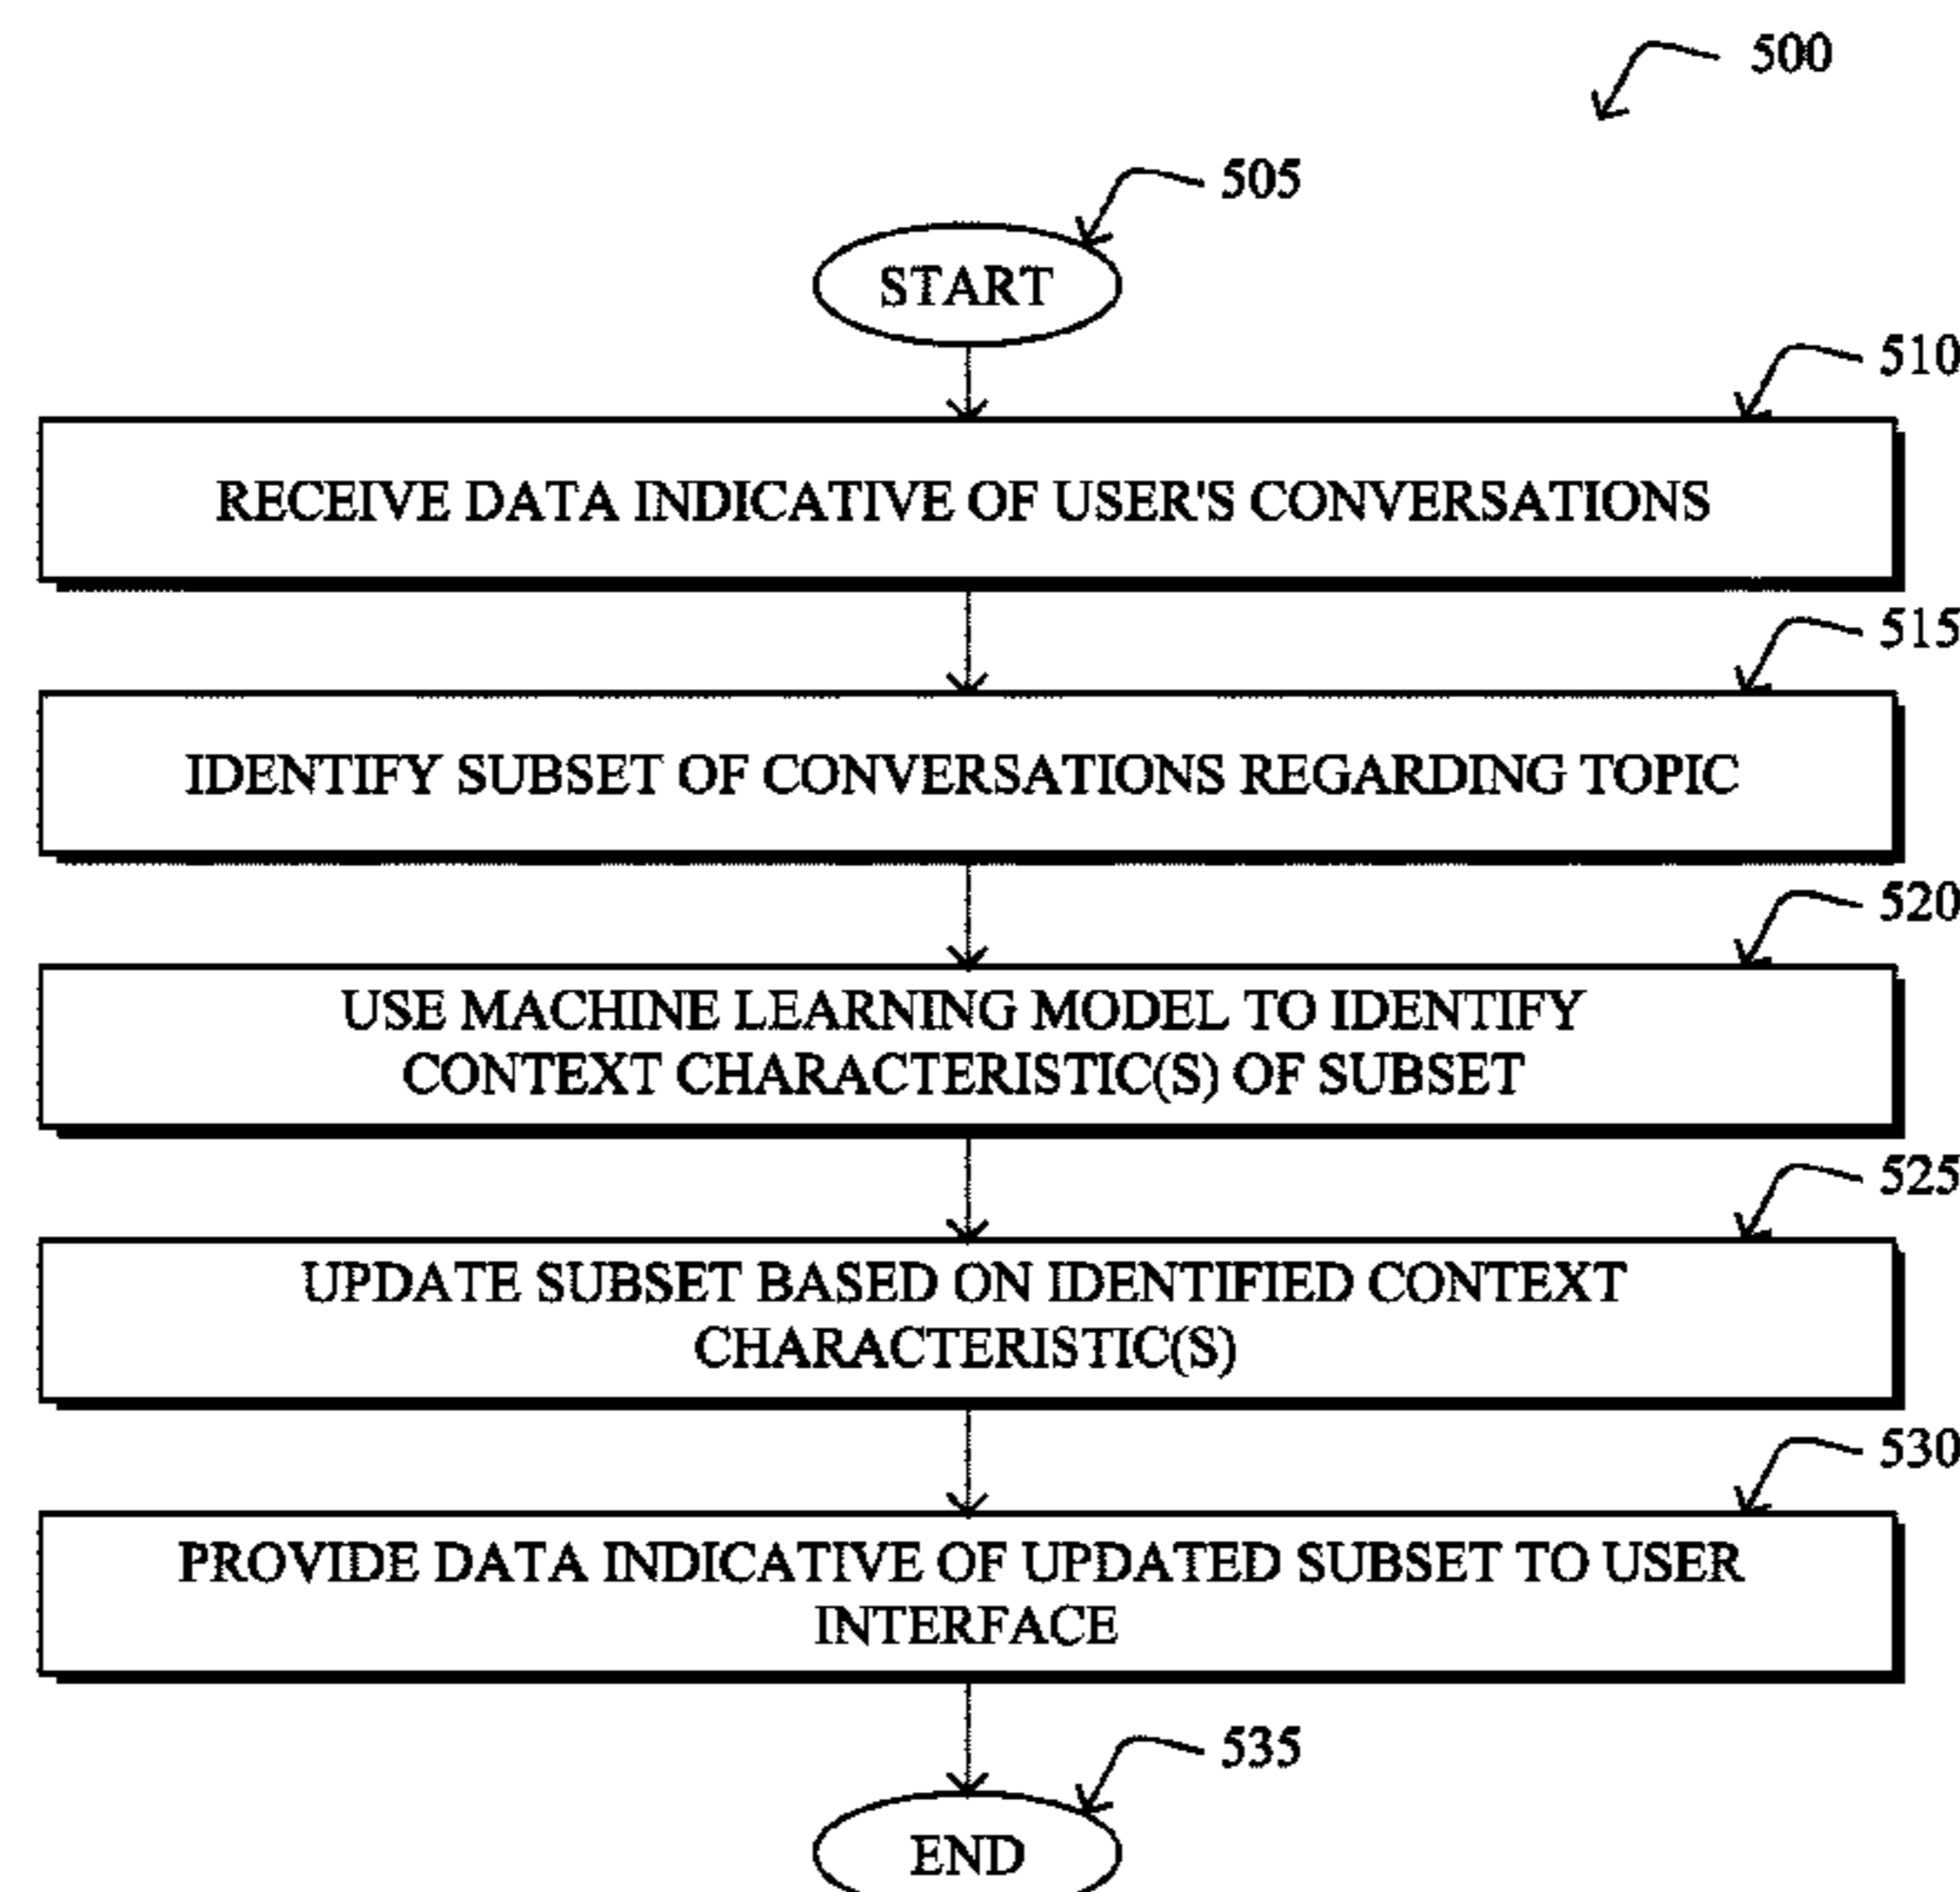 500
505
START
510
RECEIVE DATA INDICATIVE OF USER'S CONVERSATIONS
515
IDENTIFY SUBSET OF CONVERSATIONS REGARDING TOPIC
520
USE MACHINE LEARNING MODEL TO IDENTIFY
CONTEXT CHARACTERISTIC(S) OF SUBSET
525
UPDATE SUBSET BASED ON IDENTIFIED CONTEXT
CHARACTERISTIC(S)
530
PROVIDE DATA INDICATIVE OF UPDATED SUBSET TO USER
INTERFACE
535
END